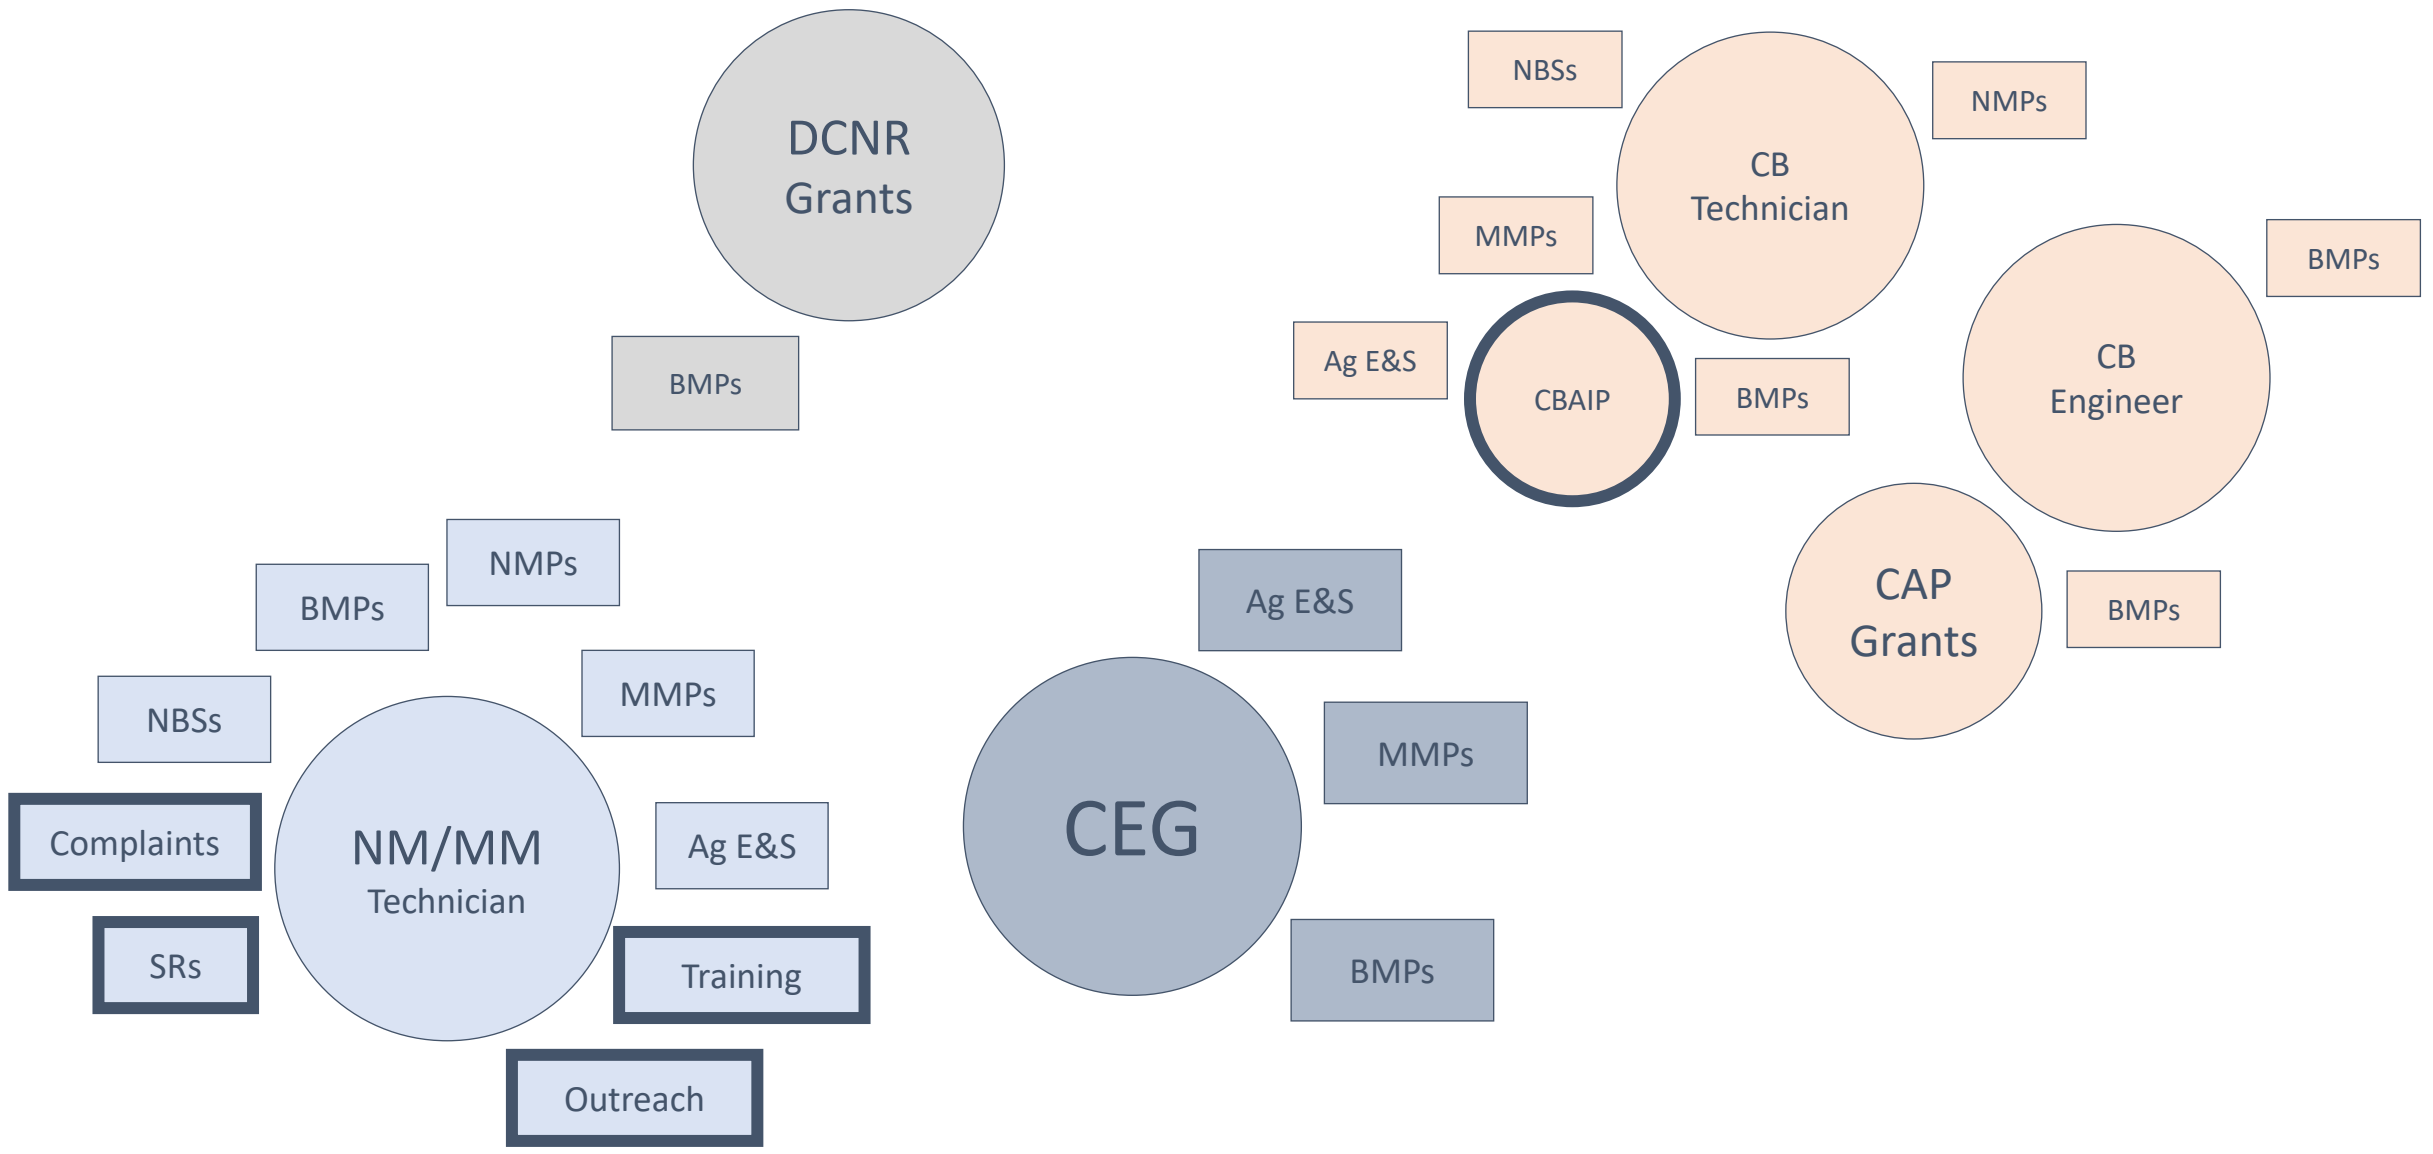 DCNR
Grants
BMPs
NBSs
NMPs
CB
Technician
MMPs
Ag E&S
CBAIP
BMPs
CB
Engineer
BMPs
CAP
Grants
BMPs
NMPs
BMPs
MMPs
NBSs
Complaints
NM/MM
Technician
Ag E&S
SRs
Training
Outreach
Ag E&S
MMPs
CEG
BMPs